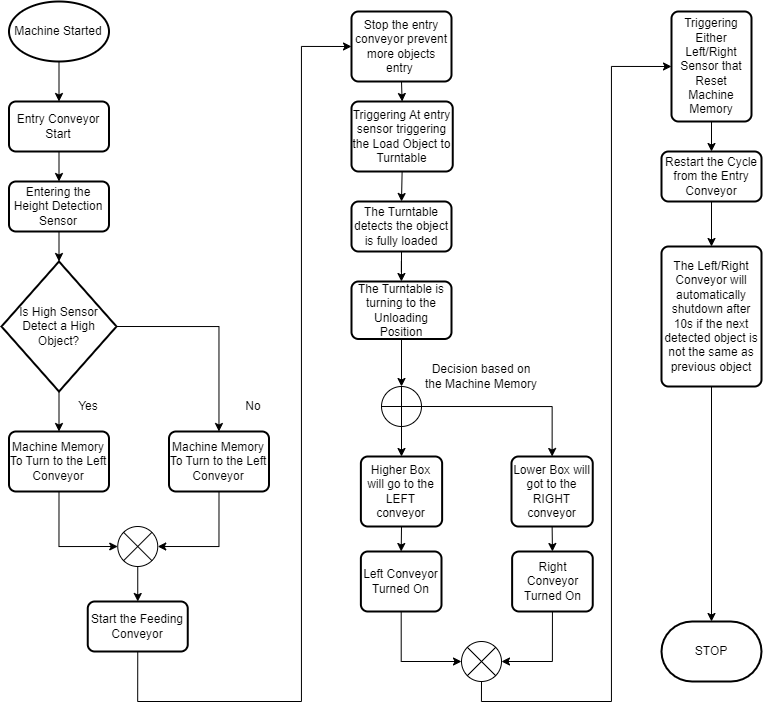 Machine Started
Entry Conveyor
Start
Entering the
Height Detection
Sensor
Is High Sensor
Detect a High
Object?
Yes
No
Machine Memory
To Turn to the Left
Conveyor
Machine Memory
To Turn to the Left
Conveyor
Start the Feeding
Conveyor
Stop the entry
conveyor prevent
more objects
entry
Triggering At entry
sensor triggering
the Load Object to
Turntable
The Turntable
detects the object
is fully loaded
The Turntable is
turning to the
Unloading
Position
Decision based on
the Machine Memory
Higher Box
will go to the
LEFT
conveyor
Lower Box will
got to the
RIGHT
conveyor
Left Conveyor
Turned On
Right
Conveyor
Turned On
Triggering
Either
Left/Right
Sensor that
Reset
Machine
Memory
Restart the Cycle
from the Entry
Conveyor
The Left/Right
Conveyor will
automatically
shutdown after
10s if the next
detected object is
not the same as
previous object
STOP